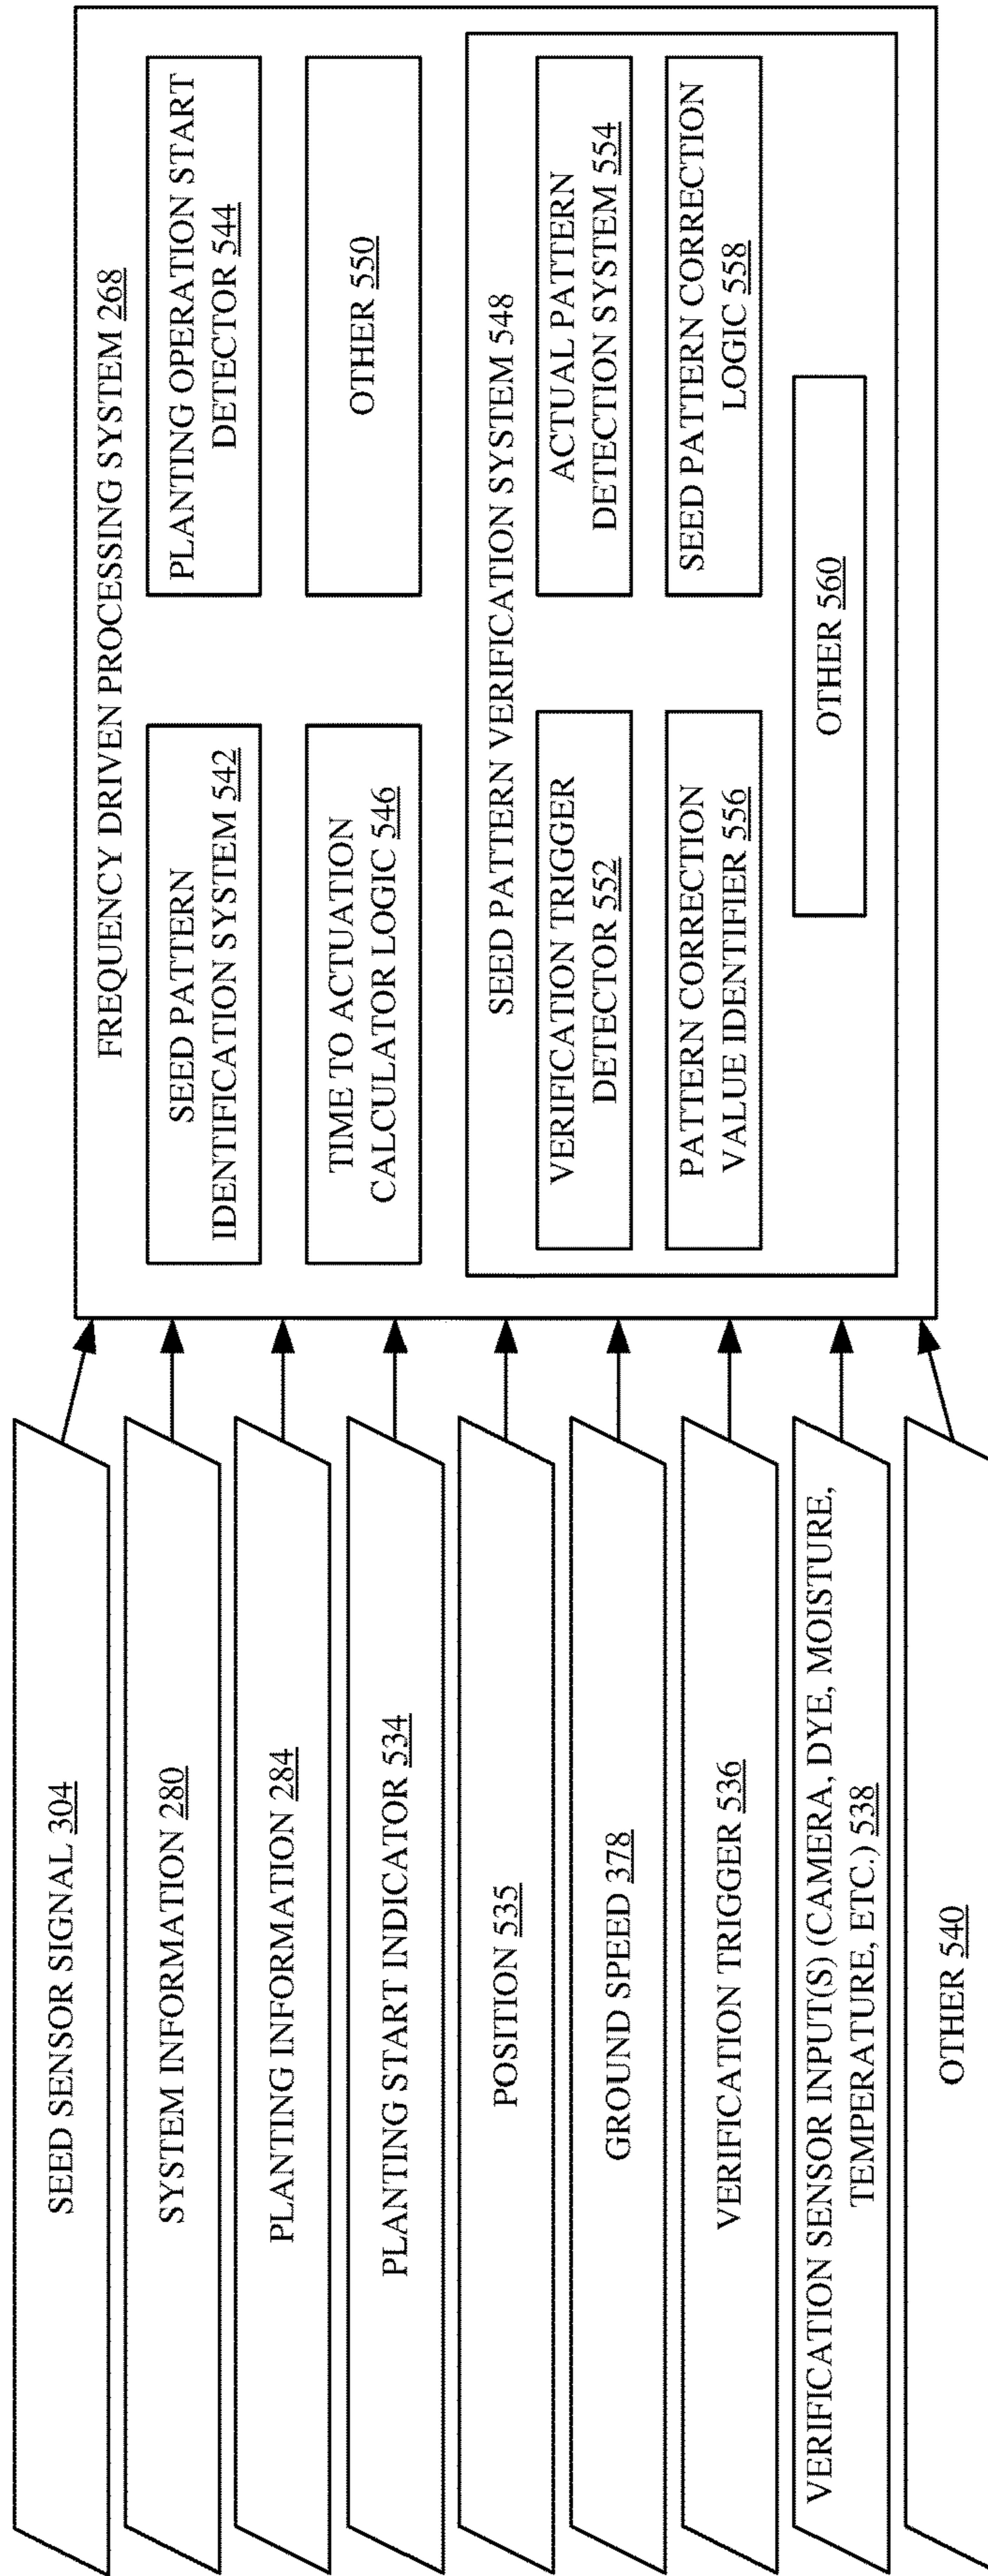 SEED SENSOR SIGNAL 304
SYSTEM INFORMATION 280
PLANTING INFORMATION 284
PLANTING START INDICATOR 534
POSITION 535
GROUND SPEED 378
VERIFICATION TRIGGER 536
VERIFICATION SENSOR INPUT(S) (CAMERA, DYE, MOISTURE,
TEMPERATURE, ETC.) 538
OTHER 540
FREQUENCY DRIVEN PROCESSING SYSTEM 268
SEED PATTERN
IDENTIFICATION SYSTEM 542
PLANTING OPERATION START
DETECTOR 544
TIME TO ACTUATION
CALCULATOR LOGIC 546
OTHER 550
SEED PATTERN VERIFICATION SYSTEM 548
VERIFICATION TRIGGER
DETECTOR 552
ACTUAL PATTERN
DETECTION SYSTEM 554
PATTERN CORRECTION
VALUE IDENTIFIER 556
SEED PATTERN CORRECTION
LOGIC 558
OTHER 560